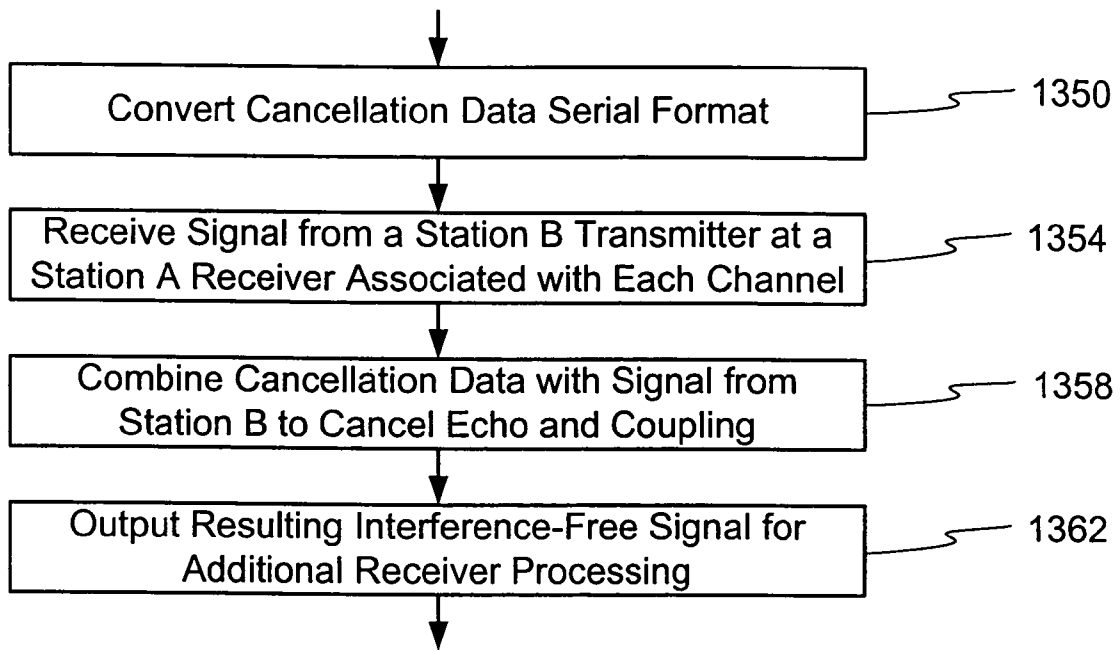 Convert Cancellation Data Serial Format
1350
Receive Signal from a Station B Transmitter at a
Station A Receiver Associated with Each Channel
1354
Combine Cancellation Data with Signal from
Station B to Cancel Echo and Coupling
1358
Output Resulting Interference-Free Signal for
Additional Receiver Processing
1362